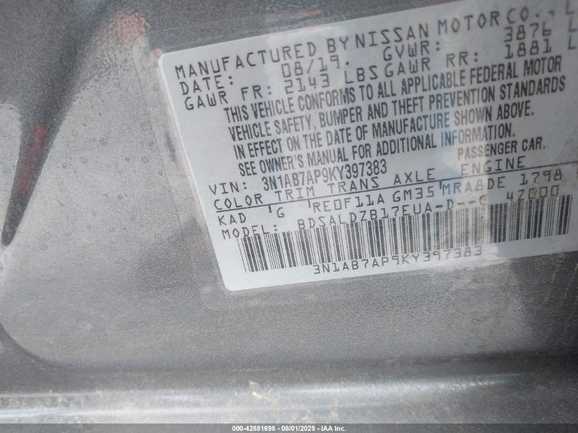 MANUFACTURED BY NISSAN MOTOR CO., L
DATE: 08/19. GVWR: 3876 L
GAWR FR: 2143 LBS GAWR RR: 1881 L
THIS VEHICLE CONFORMS TO ALL APPLICABLE FEDERAL MOTOR
VEHICLE SAFETY, BUMPER AND THEFT PREVENTION STANDARDS
IN EFFECT ON THE DATE OF MANUFACTURE SHOWN ABOVE.
SEE OWNER'S MANUAL FOR ADDITIONAL INFORMATION.
VIN: 3N1AB7AP9KY397383 PASSENGER CAR.
COLOR TRIM TRANS AXLE ENGINE
KAD G RE0F11A GM35 MRA8DE 1798
MODEL: BDSALDZB17EUA-D-- 42000
3N1AB7AP9KY397383
000-42881698 - 08/01/2025 - IAA Inc.